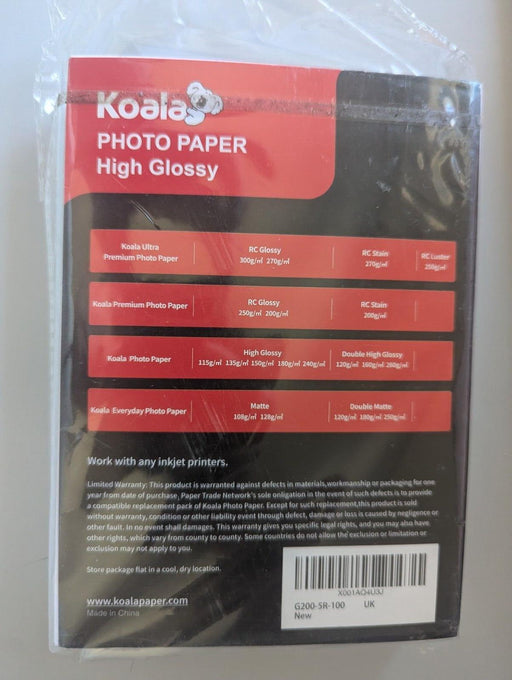 Koala
PHOTO PAPER
High Glossy
Koala Ultra
Premium Photo Paper
RC Glossy
300g/㎡ 270g/㎡
RC Stain
270g/㎡
RC Luster
250g/㎡
Koala Premium Photo Paper
RC Glossy
250g/㎡ 200g/㎡
RC Stain
200g/㎡
Koala Photo Paper
High Glossy
115g/㎡ 135g/㎡ 150g/㎡ 180g/㎡ 240g/㎡
Double High Glossy
120g/㎡ 160g/㎡ 280g/㎡
Koala Everyday Photo Paper
Matte
108g/㎡ 128g/㎡
Double Matte
120g/㎡ 180g/㎡ 250g/㎡
Work with any inkjet printers.
Limited Warranty: This product is warranted against defects in materials,workmanship or packaging for one
year from date of purchase, Paper Trade Network's sole onligation in the event of such defects is to provide
a compatible replacement pack of Koala Photo Paper. Except for such replacement,this product is sold
without warranty, condition or other liability event through defect, damage or loss is caused by negligence or
other fault. In no event shall damages. This warranty gives you specific legal rights, and you may also have
other rights, which vary from county to county. Some countries do not allow the exclusion or limitation or
exclusion may not apply to you.
Store package flat in a cool, dry location.
www.koalapaper.com
Made in China
X001AO4U3J
G200-5R-100 UK
New